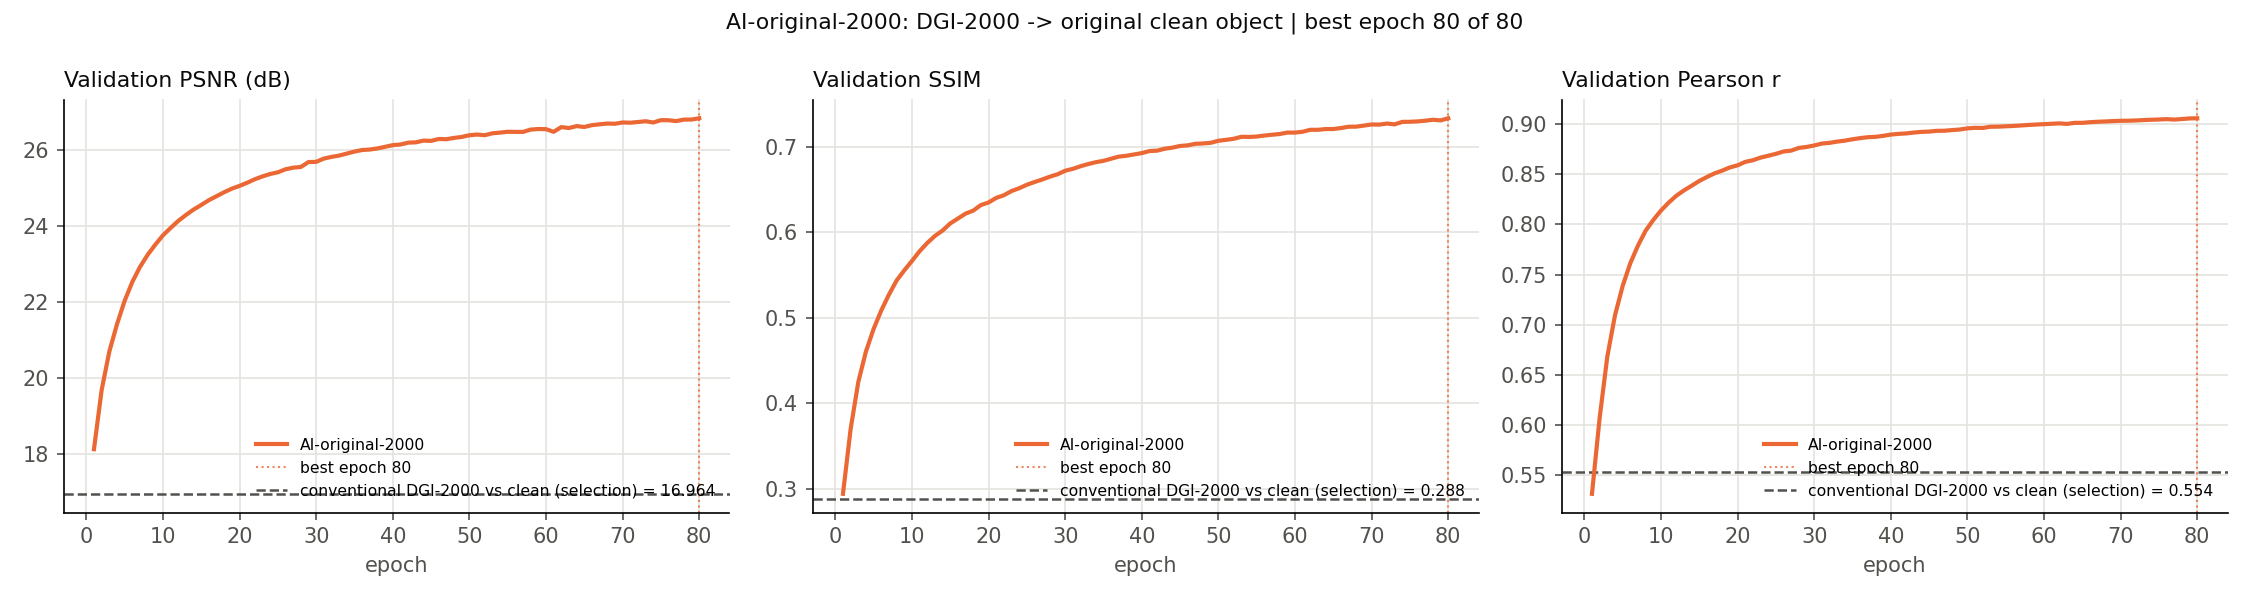 AI-original-2000: DGI-2000 -> original clean object | best epoch 80 of 80
Validation PSNR (dB)
26
24
22
20
18
AI-original-2000
best epoch 80
conventional DGI-2000 vs clean (selection) = 16.964
0 10 20 30 40 50 60 70 80
epoch
Validation SSIM
0.7
0.6
0.5
0.4
0.3
AI-original-2000
best epoch 80
conventional DGI-2000 vs clean (selection) = 0.288
0 10 20 30 40 50 60 70 80
epoch
Validation Pearson r
0.90
0.85
0.80
0.75
0.70
0.65
0.60
0.55
AI-original-2000
best epoch 80
conventional DGI-2000 vs clean (selection) = 0.554
0 10 20 30 40 50 60 70 80
epoch